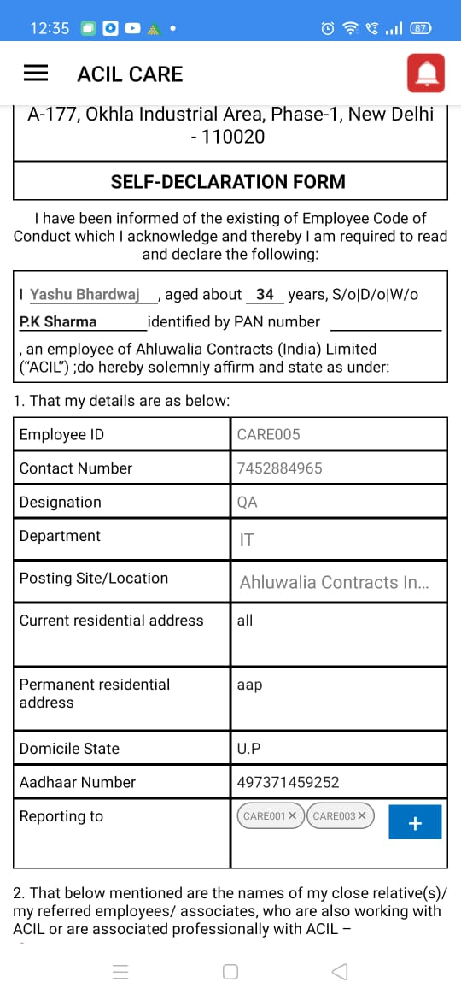 12:35
87
ACIL CARE
A-177, Okhla Industrial Area, Phase-1, New Delhi
- 110020
SELF-DECLARATION FORM
I have been informed of the existing of Employee Code of
Conduct which I acknowledge and thereby I am required to read
and declare the following:
I Yashu Bhardwaj , aged about 34 years, S/o|D/o|W/o
P.K Sharma identified by PAN number
, an employee of Ahluwalia Contracts (India) Limited
(“ACIL”) ;do hereby solemnly affirm and state as under:
1. That my details are as below:
Employee ID CARE005
Contact Number 7452884965
Designation QA
Department IT
Posting Site/Location Ahluwalia Contracts In...
Current residential address all
Permanent residential aap
address
Domicile State U.P
Aadhaar Number 497371459252
Reporting to CARE001 X CARE003 X +
2. That below mentioned are the names of my close relative(s)/
my referred employees/ associates, who are also working with
ACIL or are associated professionally with ACIL –